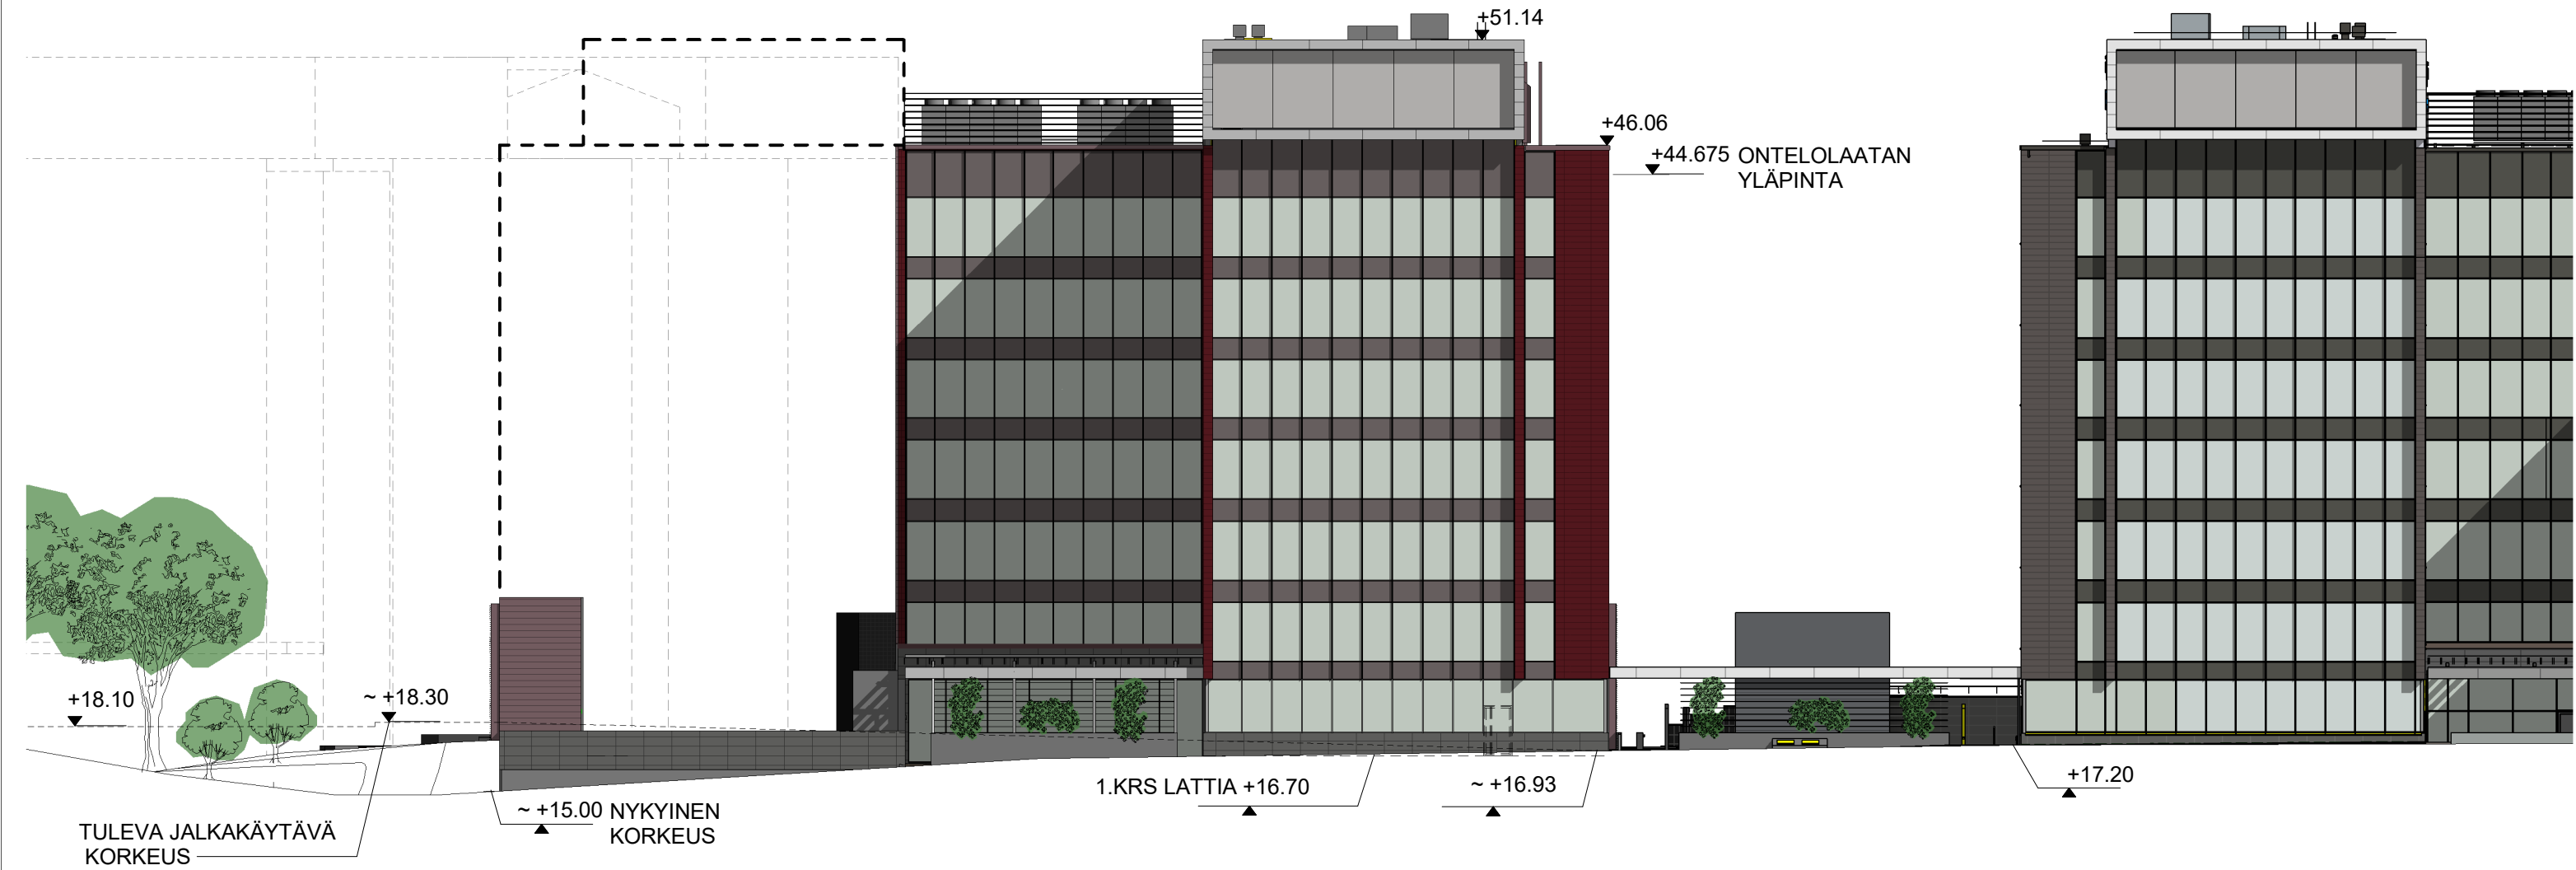 +51.14
+46.06
+44.675 ONTELOLAATAN
YLÄPINTA
+18.10
~ +18.30
+17.20
1.KRS LATTIA +16.70
~ +16.93
~ +15.00 NYKYINEN
KORKEUS
TULEVA JALKAKÄYTÄVÄ
KORKEUS